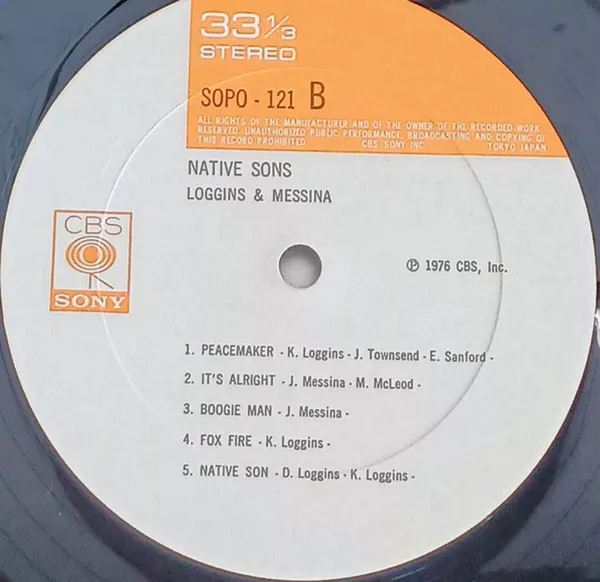 33 1/3
STEREO
SOPO - 121 B
ALL RIGHTS OF THE MANUFACTURER AND OF THE OWNER OF THE RECORDED WORK
RESERVED. UNAUTHORIZED PUBLIC PERFORMANCE, BROADCASTING AND COPYING OF
THIS RECORD PROHIBITED CBS SONY INC. TOKYO JAPAN
NATIVE SONS
LOGGINS & MESSINA
CBS
SONY
℗ 1976 CBS, Inc.
1. PEACEMAKER - K. Loggins - J. Townsend - E. Sanford -
2. IT'S ALRIGHT - J. Messina - M. McLeod -
3. BOOGIE MAN - J. Messina -
4. FOX FIRE - K. Loggins -
5. NATIVE SON - D. Loggins - K. Loggins -